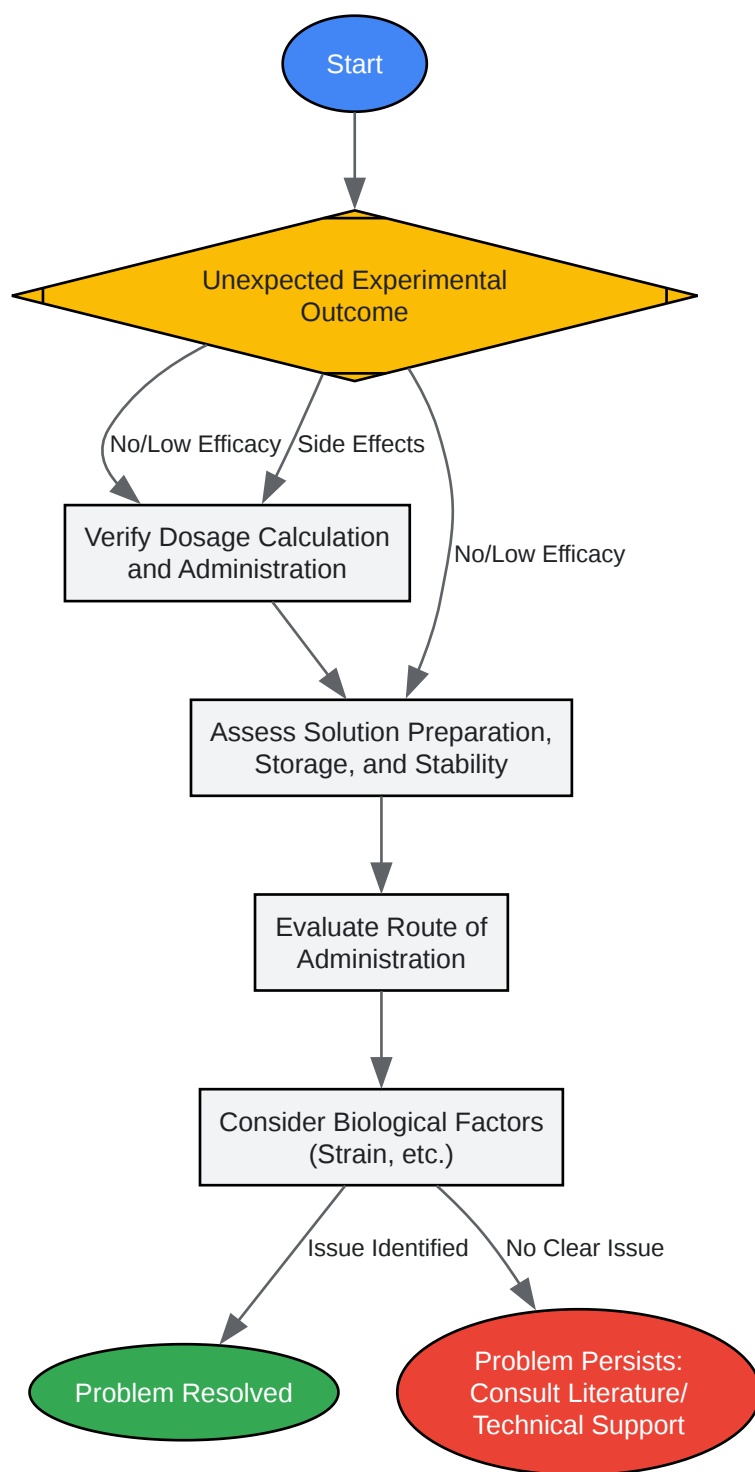 Start
Unexpected Experimental
Outcome
No/Low Efficacy
Side Effects
Verify Dosage Calculation
and Administration
No/Low Efficacy
Assess Solution Preparation,
Storage, and Stability
Evaluate Route of
Administration
Consider Biological Factors
(Strain, etc.)
Issue Identified
No Clear Issue
Problem Resolved
Problem Persists:
Consult Literature/
Technical Support